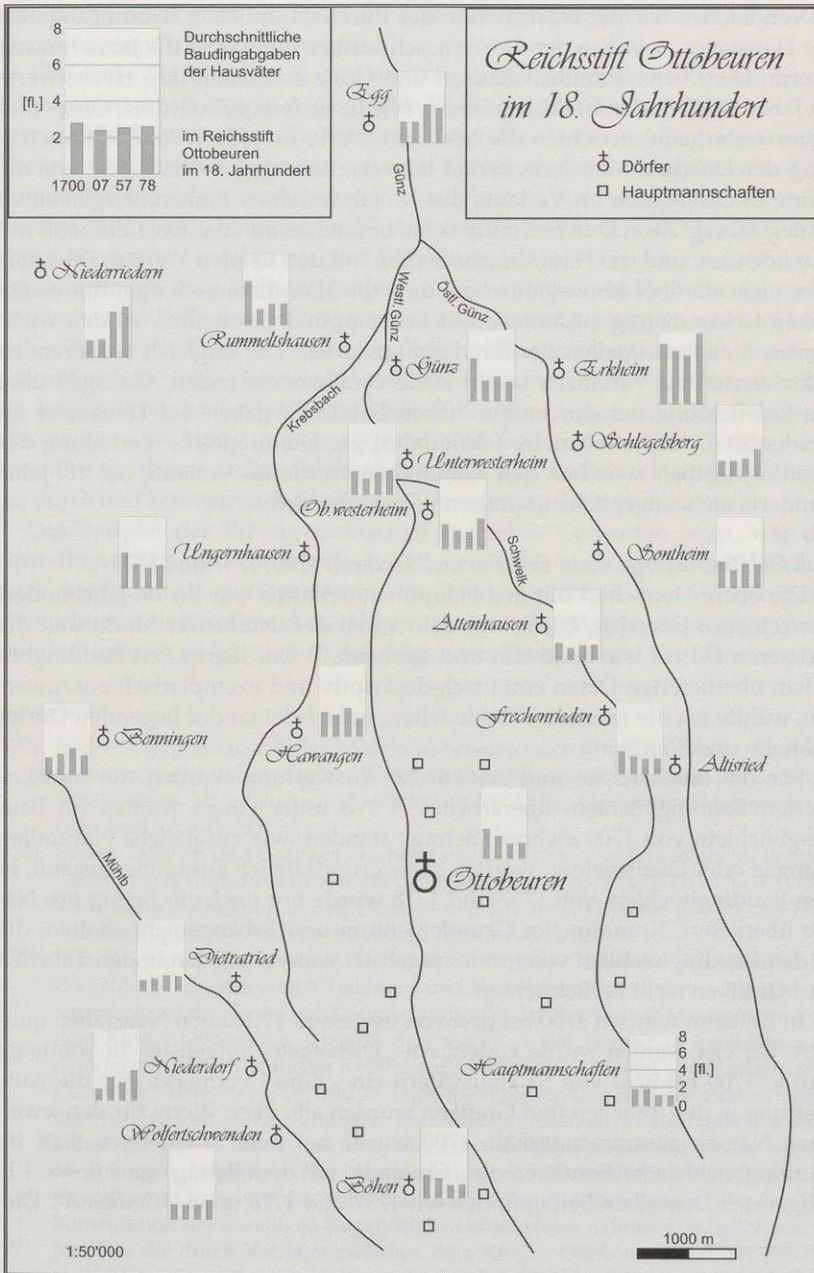 8
6
[fl.] 4
2
1700 07 57 78
Durchschnittliche
Baudingabgaben
der Hausväter
im Reichsstift
Ottobeuren
im 18. Jahrhundert
Reichsstift Ottobeuren
im 18. Jahrhundert
Dörfer
Hauptmannschaften
Egg
Günz
Niederriedern
Westl. Günz
Östl. Günz
Rummelshausen
Günz
Erkheim
Krebsbach
Schlegelsberg
Unterwesterheim
Ob.westerheim
Ungernhausen
Schwelk
Sontheim
Attenhausen
Frechenrieden
Benningen
Hawangen
Altisried
Mühlb
Ottobeuren
Dietratried
Niederdorf
Hauptmannschaften
8
6 [fl.]
4
2
0
Wolfertschwenden
Böhen
1:50'000
1000 m